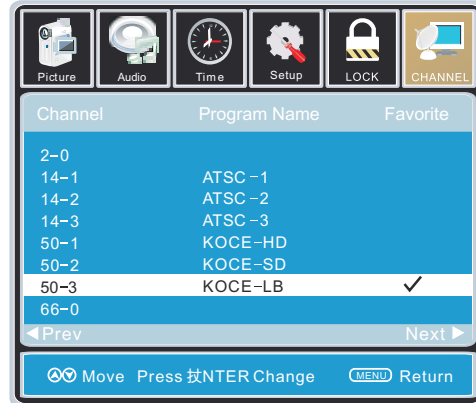 Picture Audio Time Setup LOCK CHANNEL
Channel Program Name Favorite
2-0
14-1 ATSC-1
14-2 ATSC-2
14-3 ATSC-3
50-1 KOCE-HD
50-2 KOCE-SD
50-3 KOCE-LB ✓
66-0
◀Prev Next▶
Move Press 扙NTER Change MENU Return